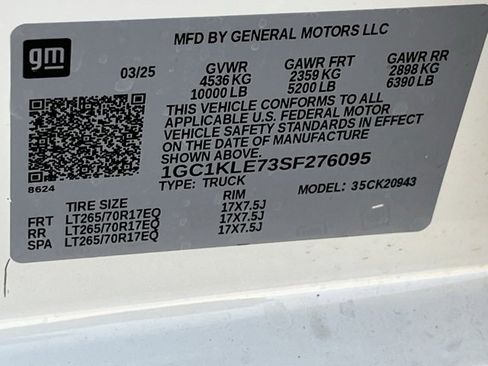 gm
MFD BY GENERAL MOTORS LLC
03/25 GVWR GAWR FRT GAWR RR
4536 KG 2359 KG 2898 KG
10000 LB 5200 LB 6390 LB
THIS VEHICLE CONFORMS TO ALL
APPLICABLE U.S. FEDERAL MOTOR
VEHICLE SAFETY STANDARDS IN EFFECT
ON THE DATE OF MANUFACTURE
SHOWN ABOVE.
8624 1GC1KLE73SF276095
TYPE: TRUCK MODEL: 35CK20943
TIRE SIZE RIM
FRT LT265/70R17EQ 17X7.5J
RR LT265/70R17EQ 17X7.5J
SPA LT265/70R17EQ 17X7.5J